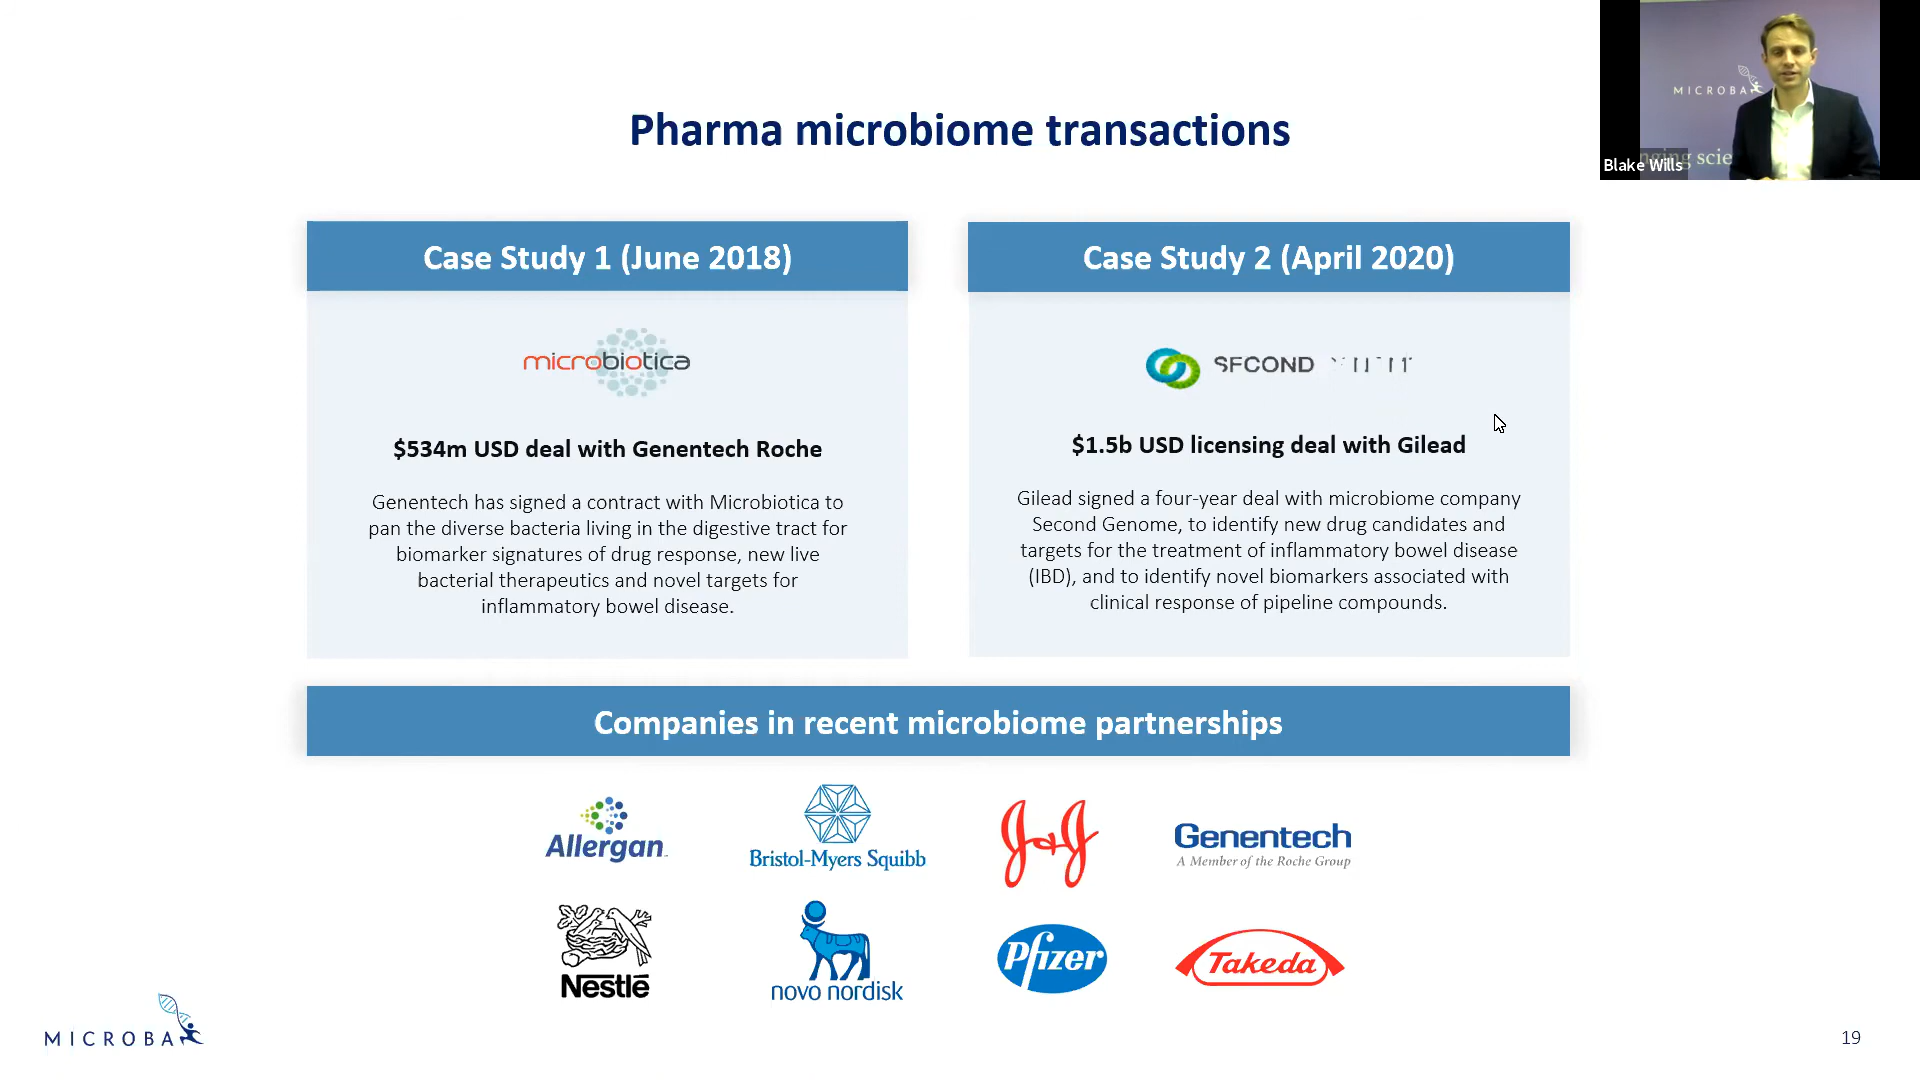 Pharma microbiome transactions
MICROBA
nging scie
Blake Wills
Case Study 1 (June 2018)
microbiotica
$534m USD deal with Genentech Roche
Genentech has signed a contract with Microbiotica to
pan the diverse bacteria living in the digestive tract for
biomarker signatures of drug response, new live
bacterial therapeutics and novel targets for
inflammatory bowel disease.
Case Study 2 (April 2020)
SECOND
$1.5b USD licensing deal with Gilead
Gilead signed a four-year deal with microbiome company
Second Genome, to identify new drug candidates and
targets for the treatment of inflammatory bowel disease
(IBD), and to identify novel biomarkers associated with
clinical response of pipeline compounds.
Companies in recent microbiome partnerships
Allergan
Bristol-Myers Squibb
J&J
Genentech
A Member of the Roche Group
Nestlé
novo nordisk
Pfizer
Takeda
MICROBA
19